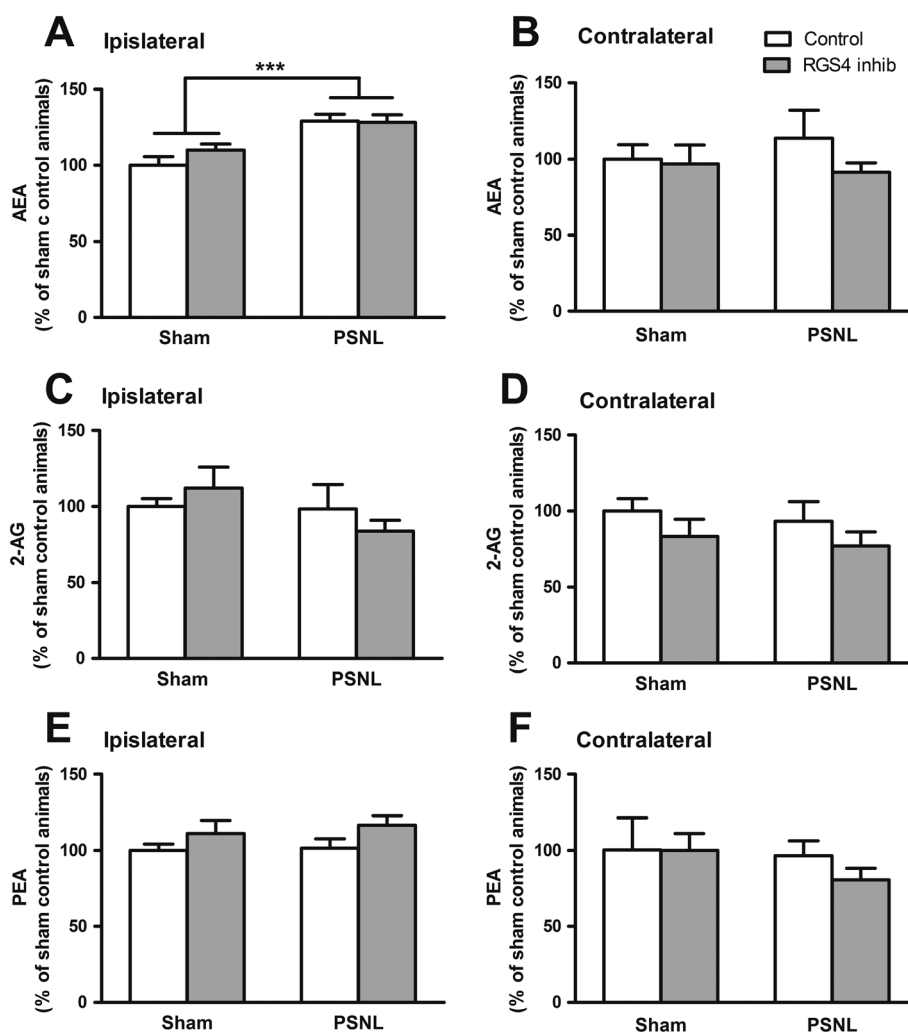 A Ipislateral
***
AEA
(% of sham c ontrol animals)
150
100
50
0
Sham PSNL
B Contralateral
Control
RGS4 inhib
AEA
(% of sham control animals)
150
100
50
0
Sham PSNL
C Ipislateral
2-AG
(% of sham control animals)
150
100
50
0
Sham PSNL
D Contralateral
2-AG
(% of sham control animals)
150
100
50
0
Sham PSNL
E Ipislateral
PEA
(% of sham control animals)
150
100
50
0
Sham PSNL
F Contralateral
PEA
(% of sham control animals)
150
100
50
0
Sham PSNL